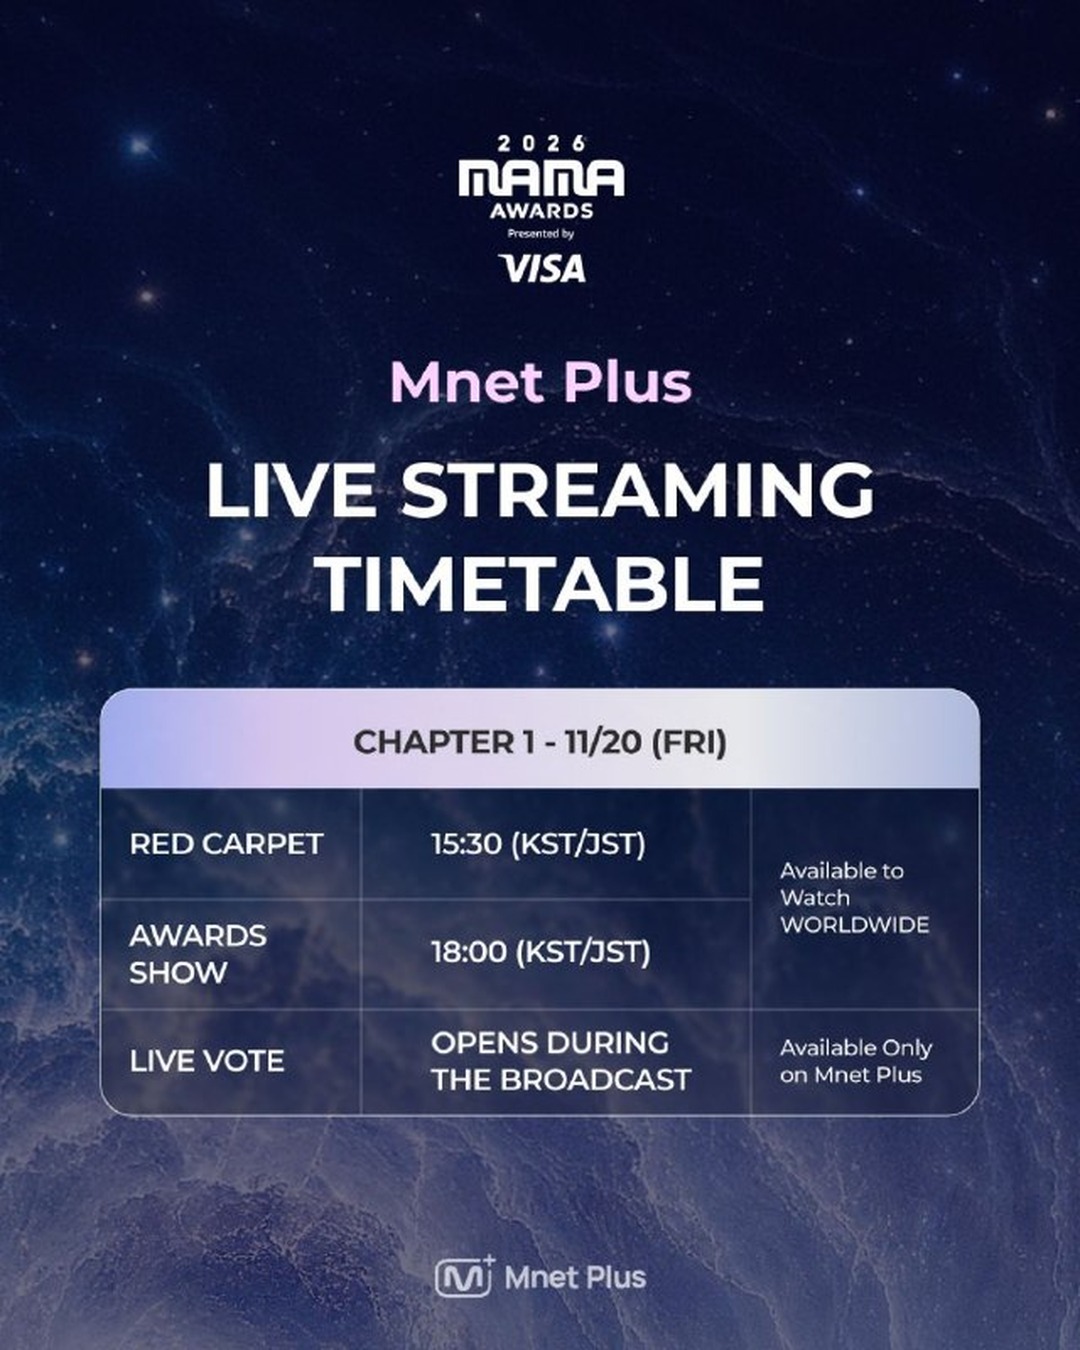 2026
MAMA
AWARDS
Presented by
VISA
Mnet Plus
LIVE STREAMING
TIMETABLE
CHAPTER 1 - 11/20 (FRI)
RED CARPET
15:30 (KST/JST)
Available to
Watch
WORLDWIDE
AWARDS
SHOW
18:00 (KST/JST)
LIVE VOTE
OPENS DURING
THE BROADCAST
Available Only
on Mnet Plus
M+ Mnet Plus